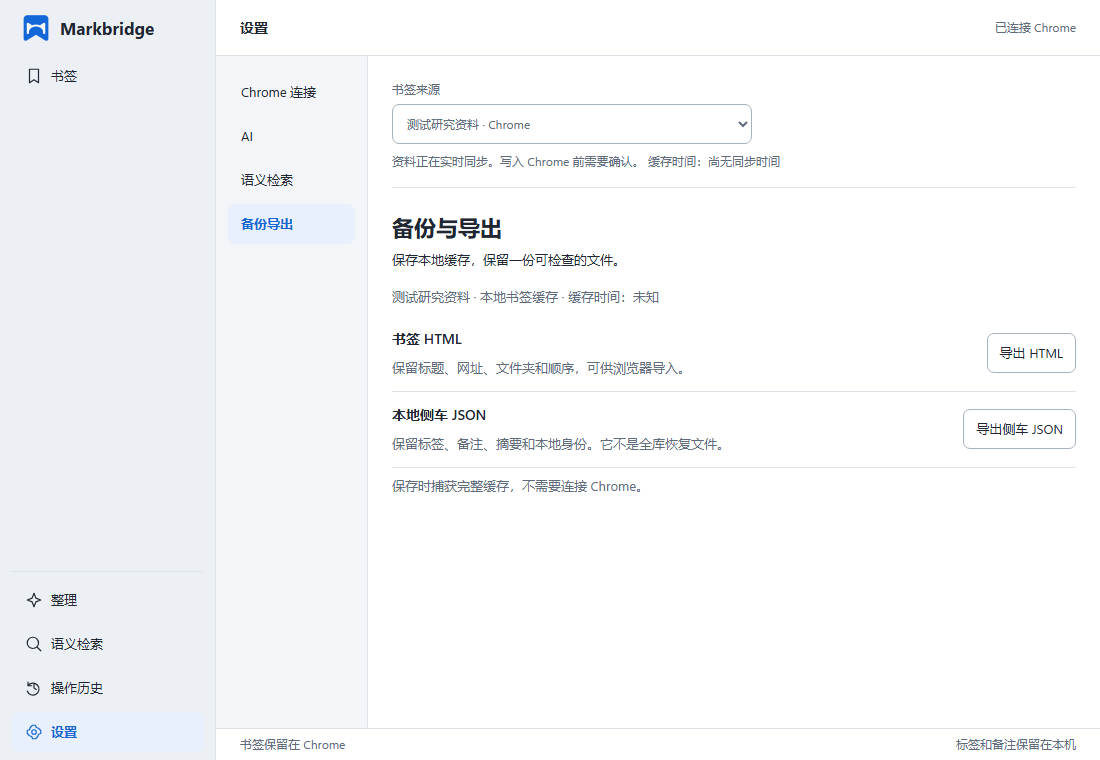 Markbridge
书签
整理
语义检索
操作历史
设置
设置
已连接 Chrome
Chrome 连接
AI
语义检索
备份导出
书签来源
测试研究资料 · Chrome
资料正在实时同步。写入 Chrome 前需要确认。 缓存时间：尚无同步时间
备份与导出
保存本地缓存，保留一份可检查的文件。
测试研究资料 · 本地书签缓存 · 缓存时间：未知
书签 HTML
保留标题、网址、文件夹和顺序，可供浏览器导入。
导出 HTML
本地侧车 JSON
保留标签、备注、摘要和本地身份。它不是全库恢复文件。
导出侧车 JSON
保存时捕获完整缓存，不需要连接 Chrome。
书签保留在 Chrome
标签和备注保留在本机